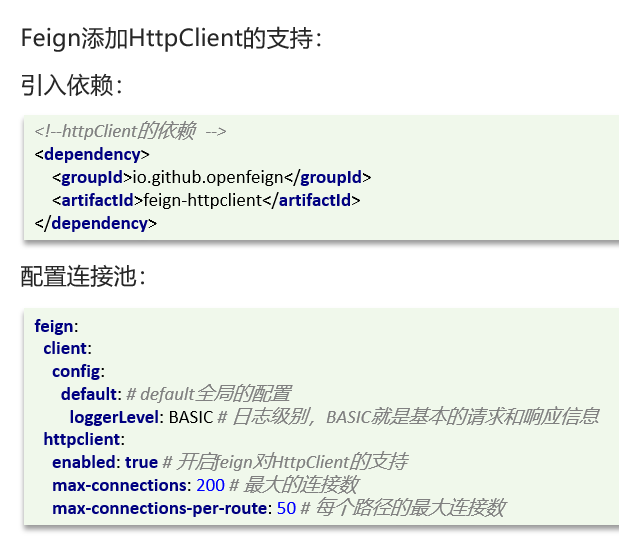 Feign添加HttpClient的支持：
引入依赖：
<!--httpClient的依赖 -->
<dependency>
    <groupId>io.github.openfeign</groupId>
    <artifactId>feign-httpclient</artifactId>
</dependency>
配置连接池：
feign:
  client:
    config:
      default: # default全局的配置
        loggerLevel: BASIC # 日志级别，BASIC就是基本的请求和响应信息
  httpclient:
    enabled: true # 开启feign对HttpClient的支持
    max-connections: 200 # 最大的连接数
    max-connections-per-route: 50 # 每个路径的最大连接数